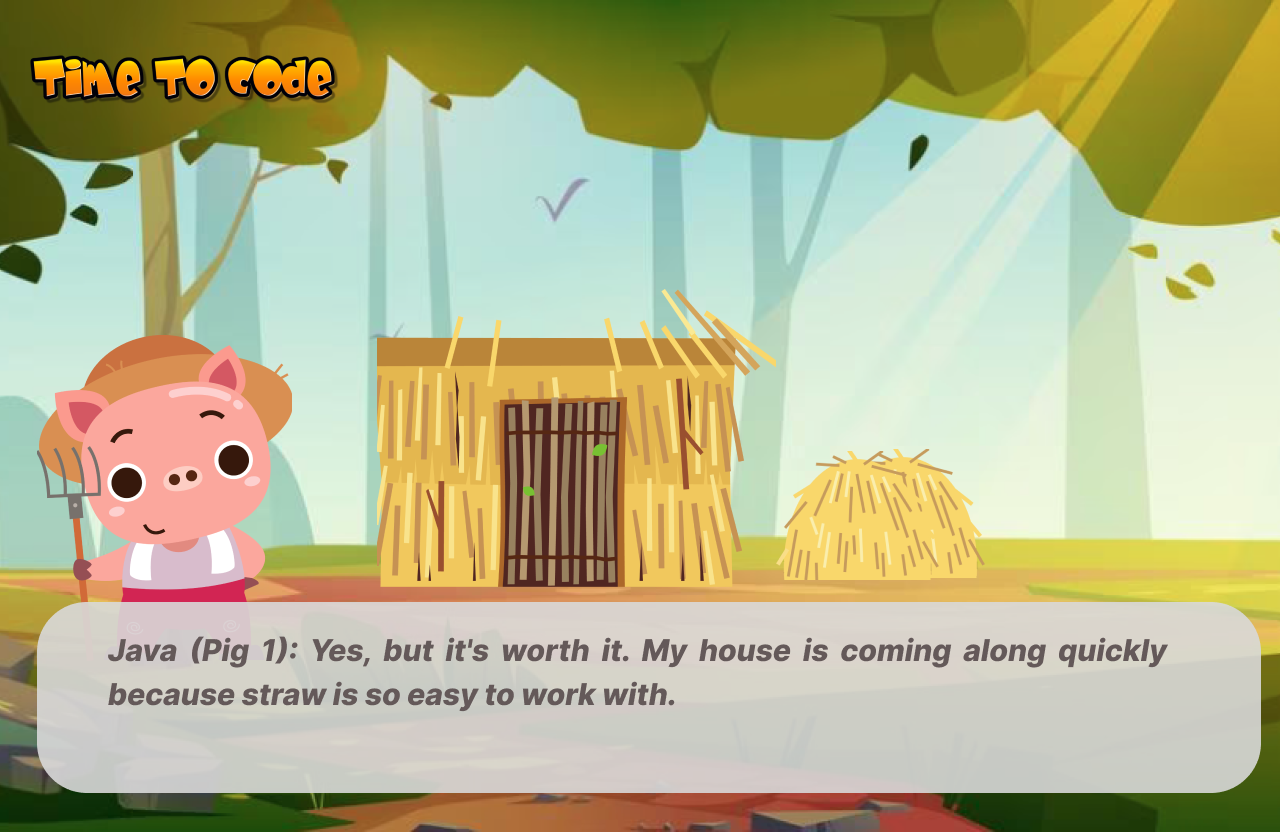 TIME TO CODE
Java (Pig 1): Yes, but it's worth it. My house is coming along quickly
because straw is so easy to work with.